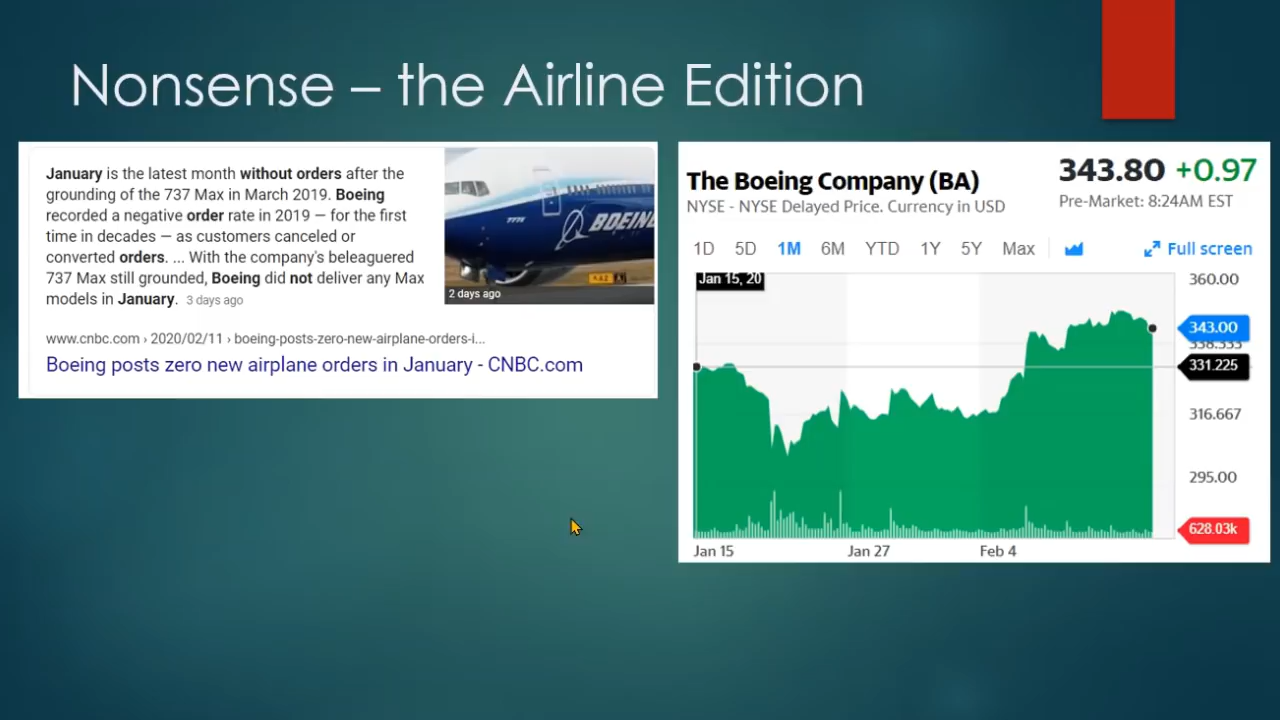 Nonsense – the Airline Edition
January is the latest month without orders after the
grounding of the 737 Max in March 2019. Boeing
recorded a negative order rate in 2019 — for the first
time in decades — as customers canceled or
converted orders. ... With the company's beleaguered
737 Max still grounded, Boeing did not deliver any Max
models in January. 3 days ago
BOEING
2 days ago
www.cnbc.com › 2020/02/11 › boeing-posts-zero-new-airplane-orders-i...
Boeing posts zero new airplane orders in January - CNBC.com
The Boeing Company (BA)
343.80 +0.97
NYSE - NYSE Delayed Price. Currency in USD
Pre-Market: 8:24AM EST
1D 5D 1M 6M YTD 1Y 5Y Max Full screen
Jan 15, 20
360.00
343.00
338.333
331.225
316.667
295.00
628.03k
Jan 15 Jan 27 Feb 4